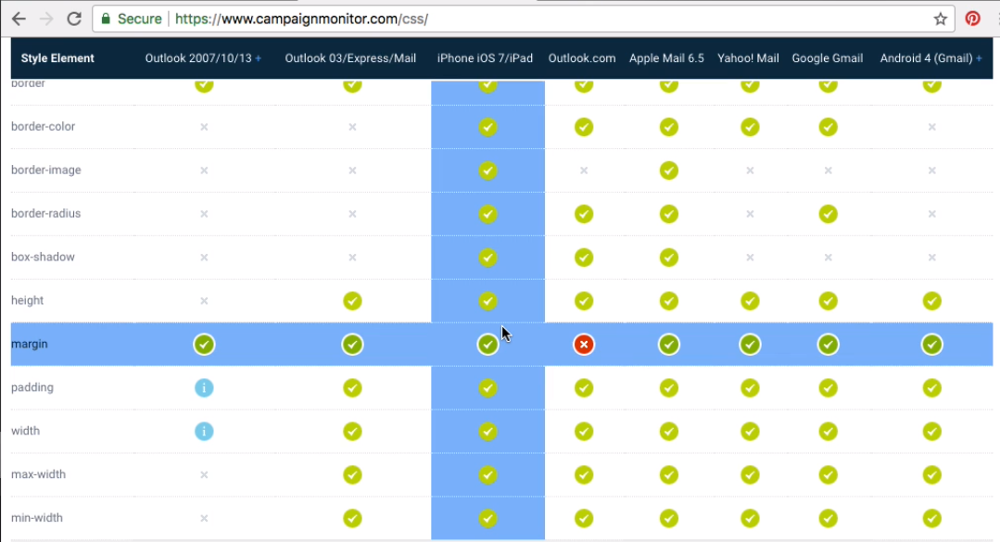 Secure https://www.campaignmonitor.com/css/
Style Element Outlook 2007/10/13 + Outlook 03/Express/Mail iPhone iOS 7/iPad Outlook.com Apple Mail 6.5 Yahoo! Mail Google Gmail Android 4 (Gmail) +
border
border-color
border-image
border-radius
box-shadow
height
margin
padding
width
max-width
min-width